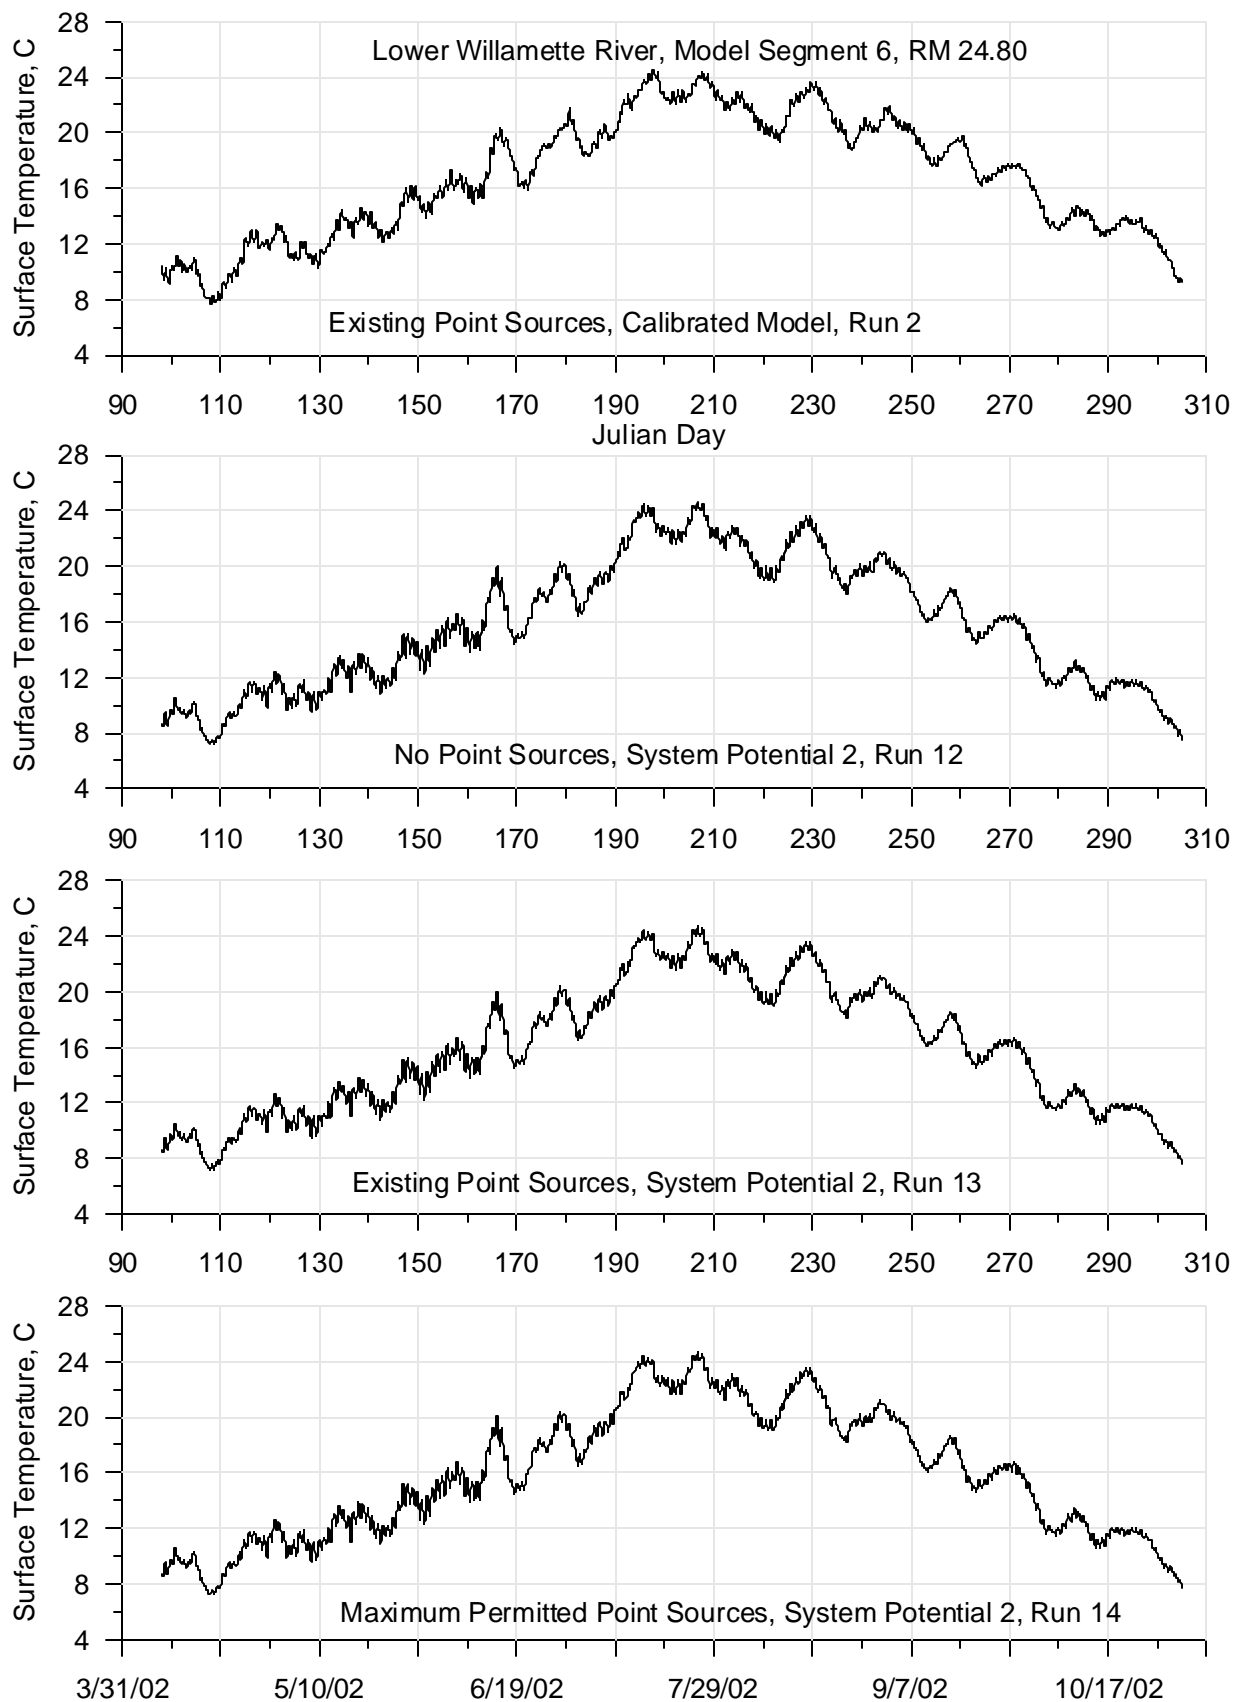 28
Lower Willamette River, Model Segment 6, RM 24.80
24
20
16
12
8
4
Surface Temperature, C
Existing Point Sources, Calibrated Model, Run 2
90 110 130 150 170 190 210 230 250 270 290 310
Julian Day
28
24
20
16
12
8
4
Surface Temperature, C
No Point Sources, System Potential 2, Run 12
90 110 130 150 170 190 210 230 250 270 290 310
28
24
20
16
12
8
4
Surface Temperature, C
Existing Point Sources, System Potential 2, Run 13
90 110 130 150 170 190 210 230 250 270 290 310
28
24
20
16
12
8
4
Surface Temperature, C
Maximum Permitted Point Sources, System Potential 2, Run 14
3/31/02 5/10/02 6/19/02 7/29/02 9/7/02 10/17/02